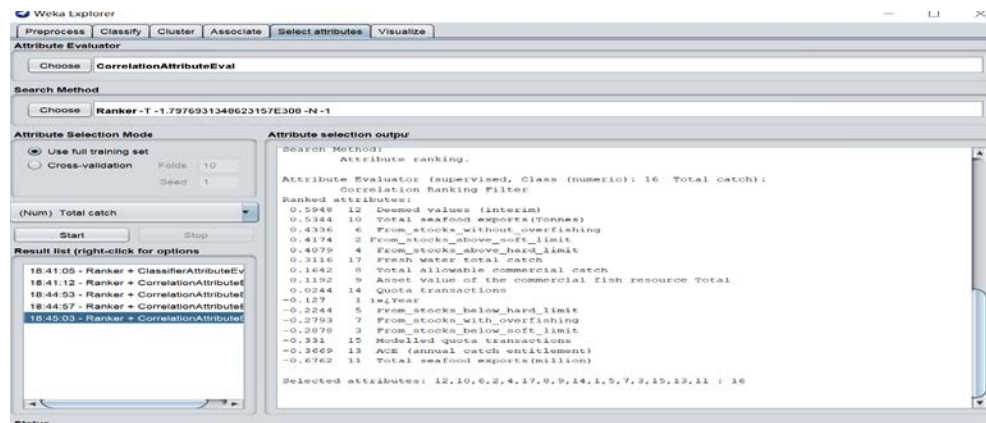 Weka Explorer
Preprocess Classify Cluster Associate Select attributes Visualize
Attribute Evaluator
Choose CorrelationAttributeEval
Search Method
Choose Ranker -T -1.7976931348623157E308 -N -1
Attribute Selection Mode
Use full training set
Cross-validation Folds 10
Seed 1
(Num) Total catch
Start Stop
Result list (right-click for options
18:41:05 - Ranker + ClassifierAttributeEv
18:41:12 - Ranker + CorrelationAttributeE
18:44:53 - Ranker + CorrelationAttributeE
18:44:57 - Ranker + CorrelationAttributeE
18:45:03 - Ranker + CorrelationAttributeE
Attribute selection output
Search Method:
Attribute ranking.
Attribute Evaluator (supervised, Class (numeric): 16 Total catch):
Correlation Ranking Filter
Ranked attributes:
0.5948 12 Deemed values (interim)
0.5344 10 Total seafood exports(Tonnes)
0.4336 6 From_stocks_without_overfishing
0.4174 2 From_stocks_above_soft_limit
0.4079 4 From_stocks_above_hard_limit
0.3116 17 Fresh water total catch
0.1642 8 Total allowable commercial catch
0.1192 9 Asset value of the commercial fish resource Total
0.0244 14 Quota transactions
-0.127 1 ï»¿Year
-0.2244 5 From_stocks_below_hard_limit
-0.2793 7 From_stocks_with_overfishing
-0.2878 3 From_stocks_below_soft_limit
-0.331 15 Modelled quota transactions
-0.3669 13 ACE (annual catch entitlement)
-0.6762 11 Total seafood exports(million)
Selected attributes: 12,10,6,2,4,17,8,9,14,1,5,7,3,15,13,11 : 16
Status